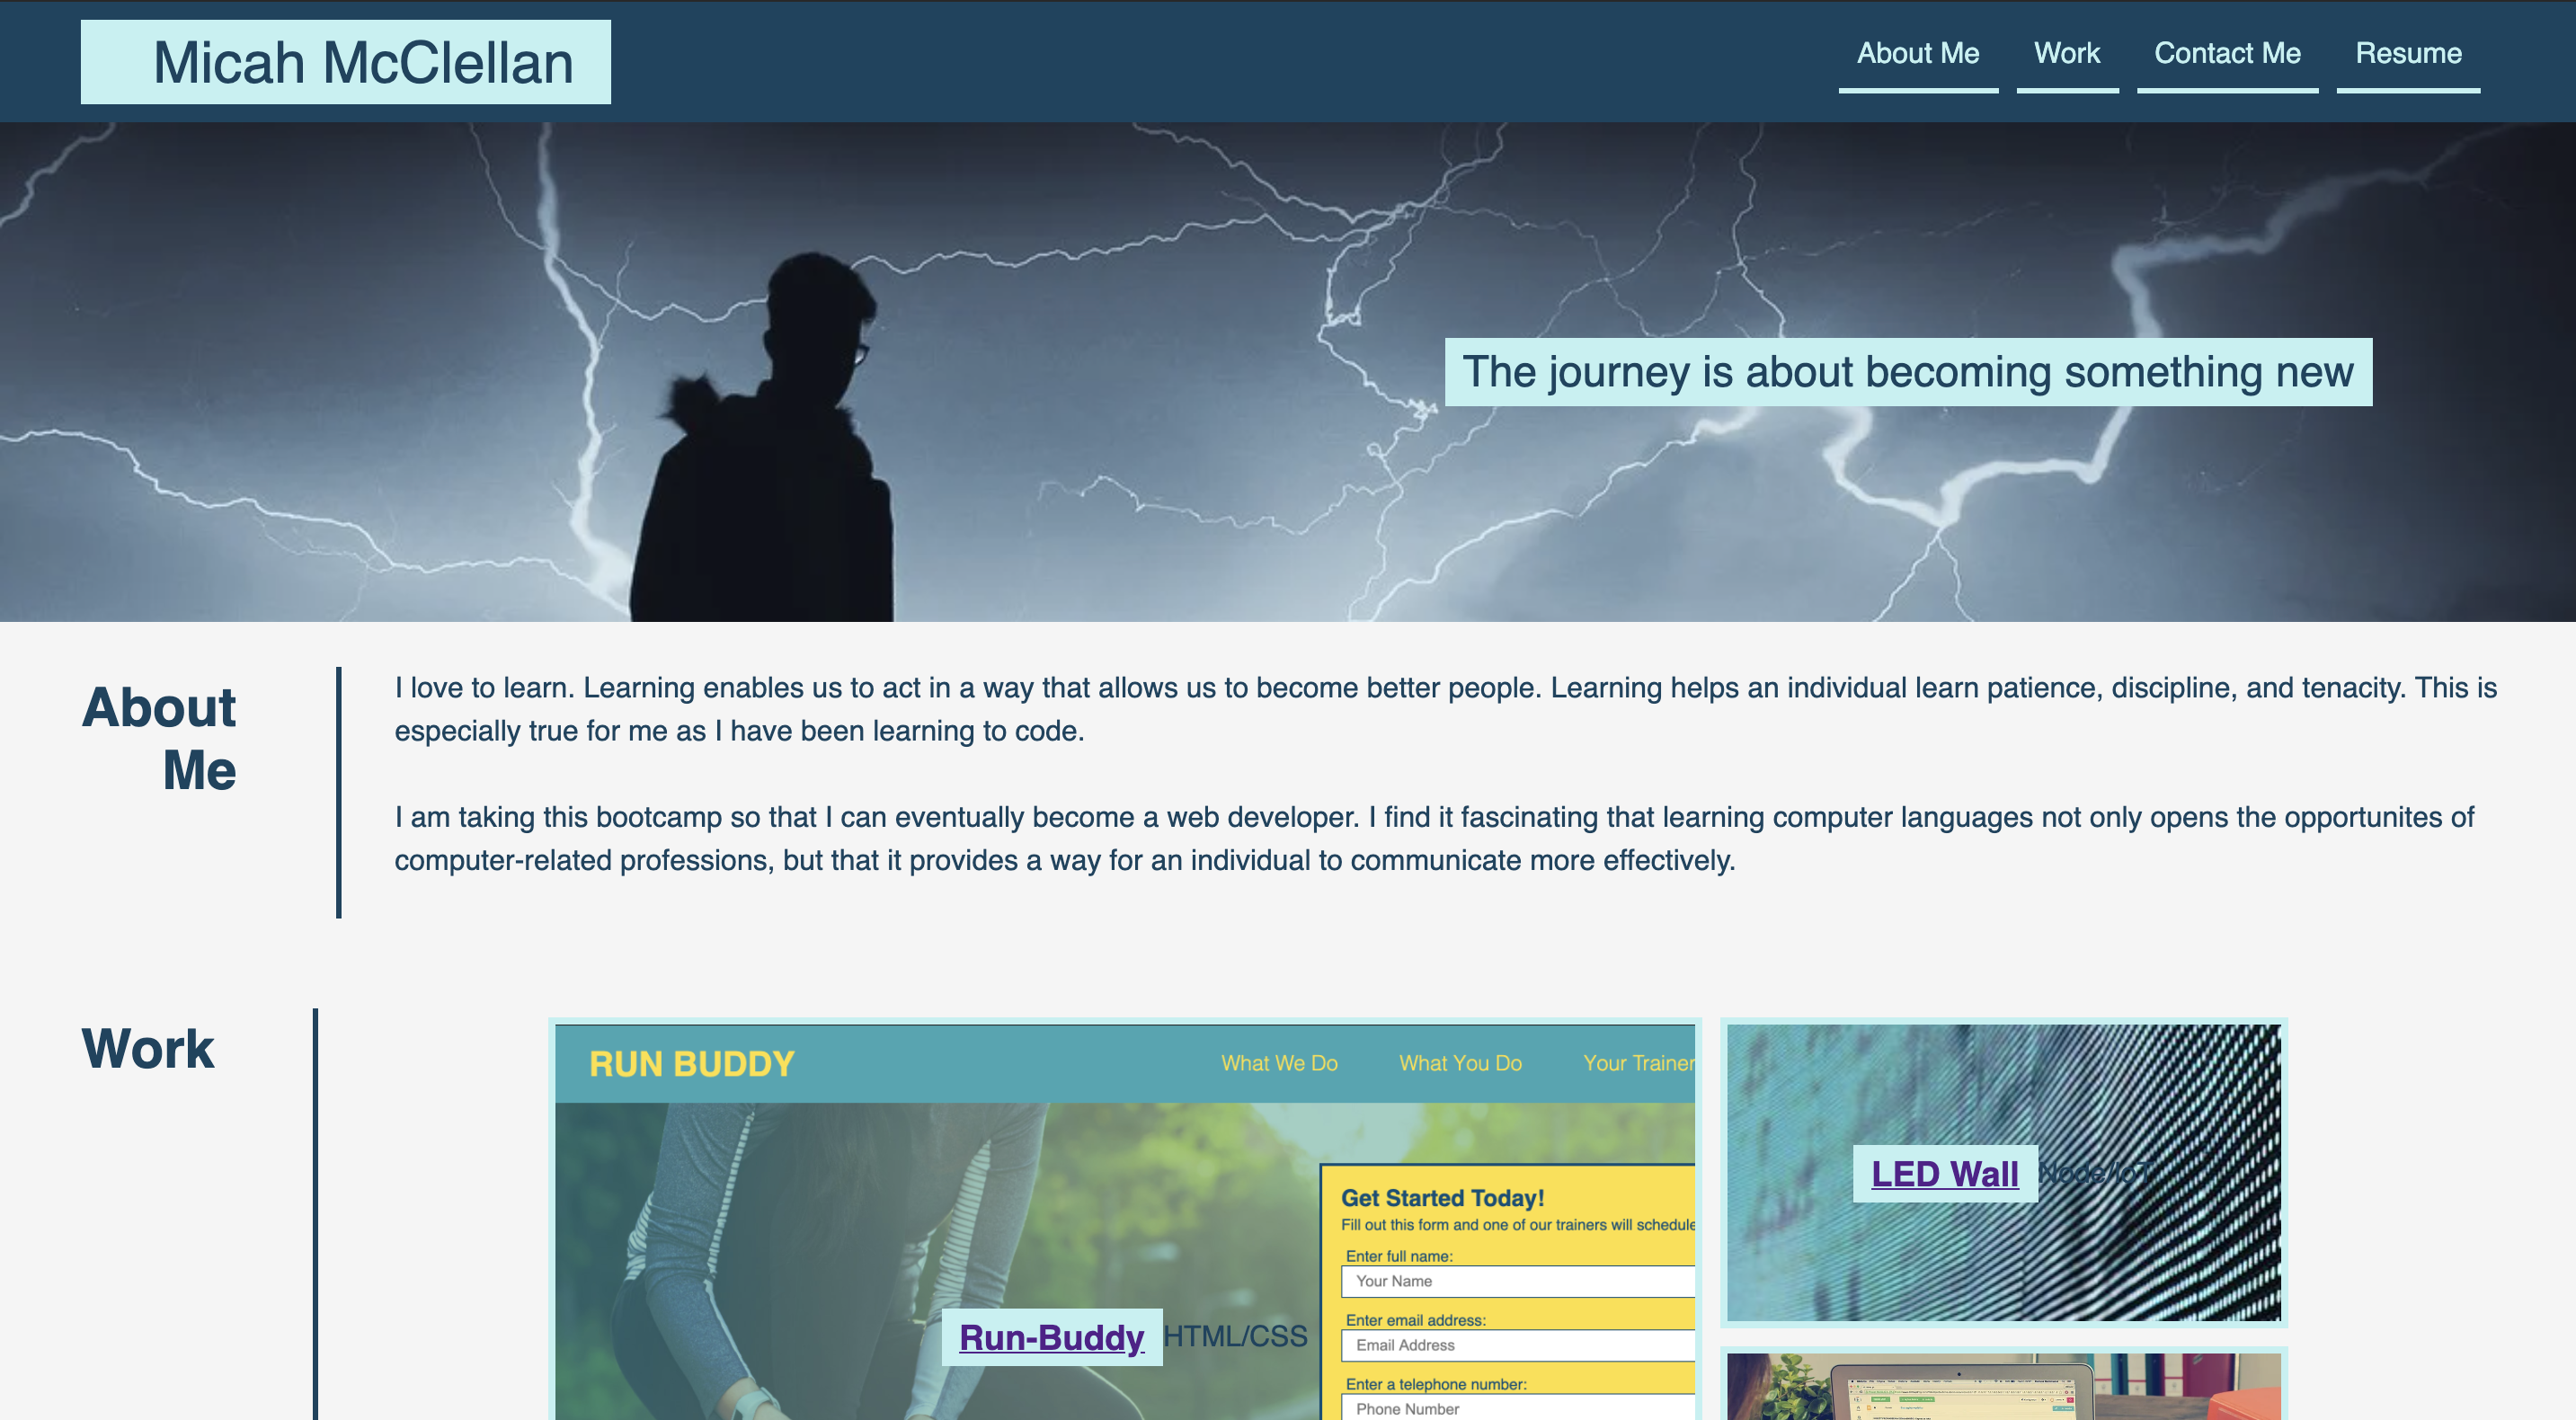 Micah McClellan
About Me
Work
Contact Me
Resume
The journey is about becoming something new
About
Me
I love to learn. Learning enables us to act in a way that allows us to become better people. Learning helps an individual learn patience, discipline, and tenacity. This is
especially true for me as I have been learning to code.
I am taking this bootcamp so that I can eventually become a web developer. I find it fascinating that learning computer languages not only opens the opportunites of
computer-related professions, but that it provides a way for an individual to communicate more effectively.
Work
RUN BUDDY
What We Do
What You Do
Your Trainer
Get Started Today!
Fill out this form and one of our trainers will schedule
Enter full name:
Your Name
Enter email address:
Email Address
Enter a telephone number:
Phone Number
Run-Buddy
HTML/CSS
LED Wall
Node/IoT